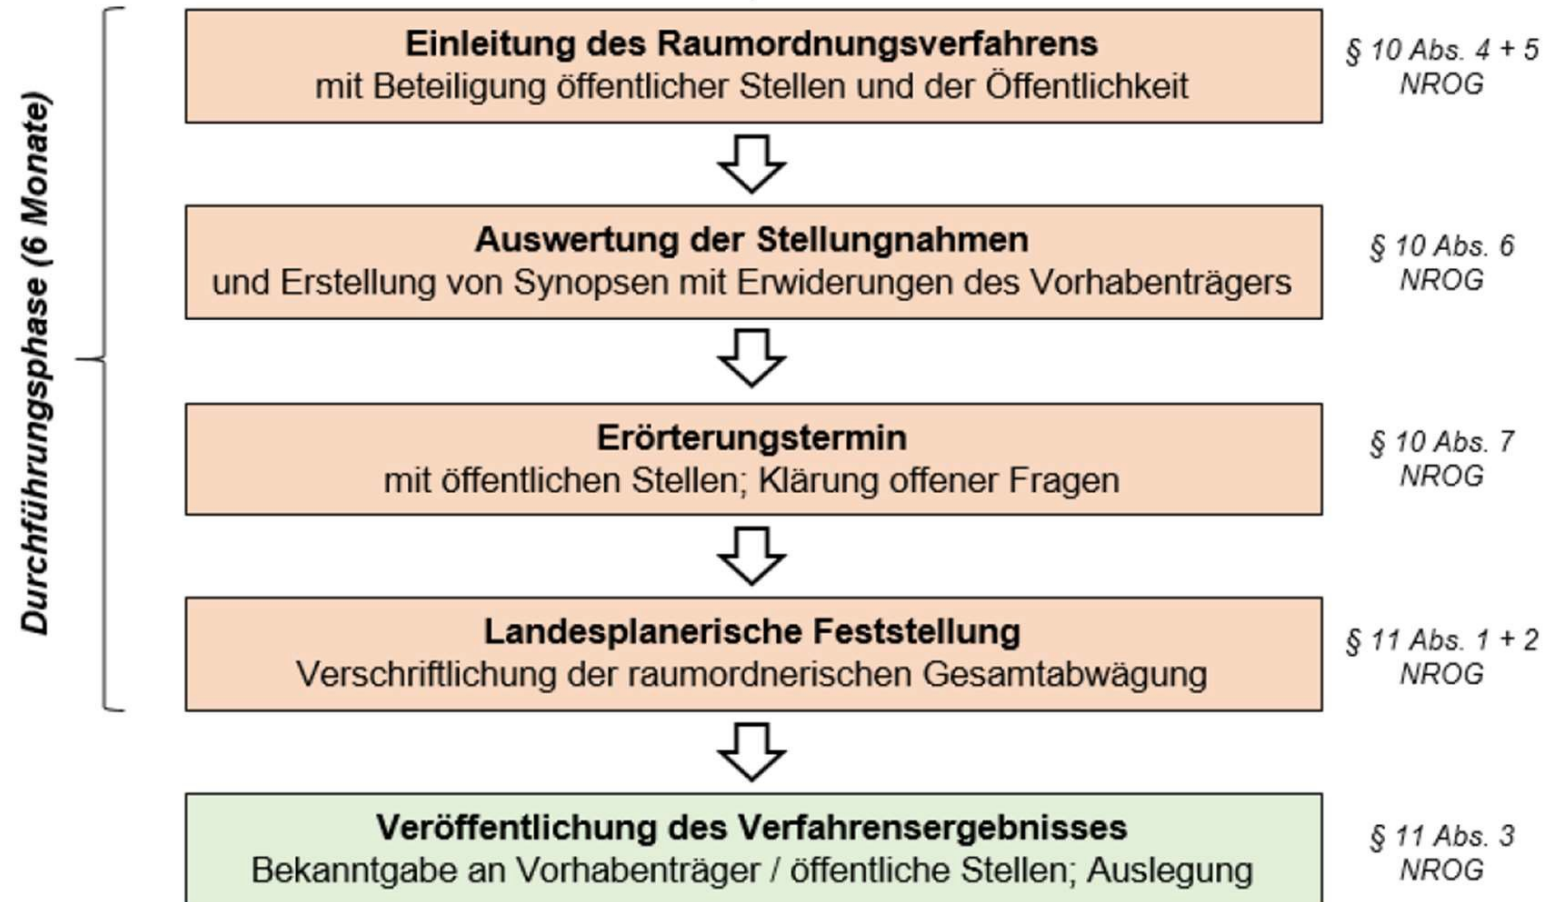 Durchführungsphase (6 Monate)
Einleitung des Raumordnungsverfahrens
mit Beteiligung öffentlicher Stellen und der Öffentlichkeit
§ 10 Abs. 4 + 5
NROG
Auswertung der Stellungnahmen
und Erstellung von Synopsen mit Erwiderungen des Vorhabenträgers
§ 10 Abs. 6
NROG
Erörterungstermin
mit öffentlichen Stellen; Klärung offener Fragen
§ 10 Abs. 7
NROG
Landesplanerische Feststellung
Verschriftlichung der raumordnerischen Gesamtabwägung
§ 11 Abs. 1 + 2
NROG
Veröffentlichung des Verfahrensergebnisses
Bekanntgabe an Vorhabenträger / öffentliche Stellen; Auslegung
§ 11 Abs. 3
NROG